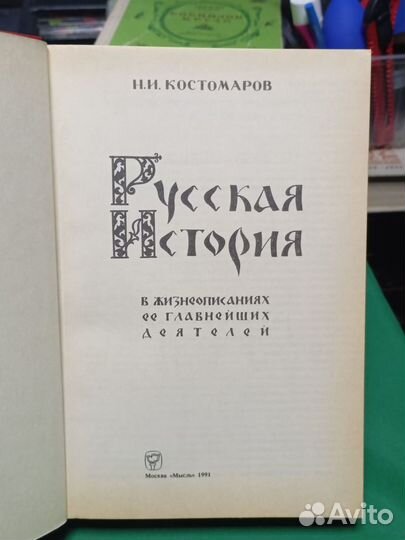 Н.И. КОСТОМАРОВ
РУССКАЯ
ИСТОРИЯ
В ЖИЗНЕОПИСАНИЯХ
ЕЕ ГЛАВНЕЙШИХ
ДЕЯТЕЛЕЙ
Москва «Мысль» 1991
Avito